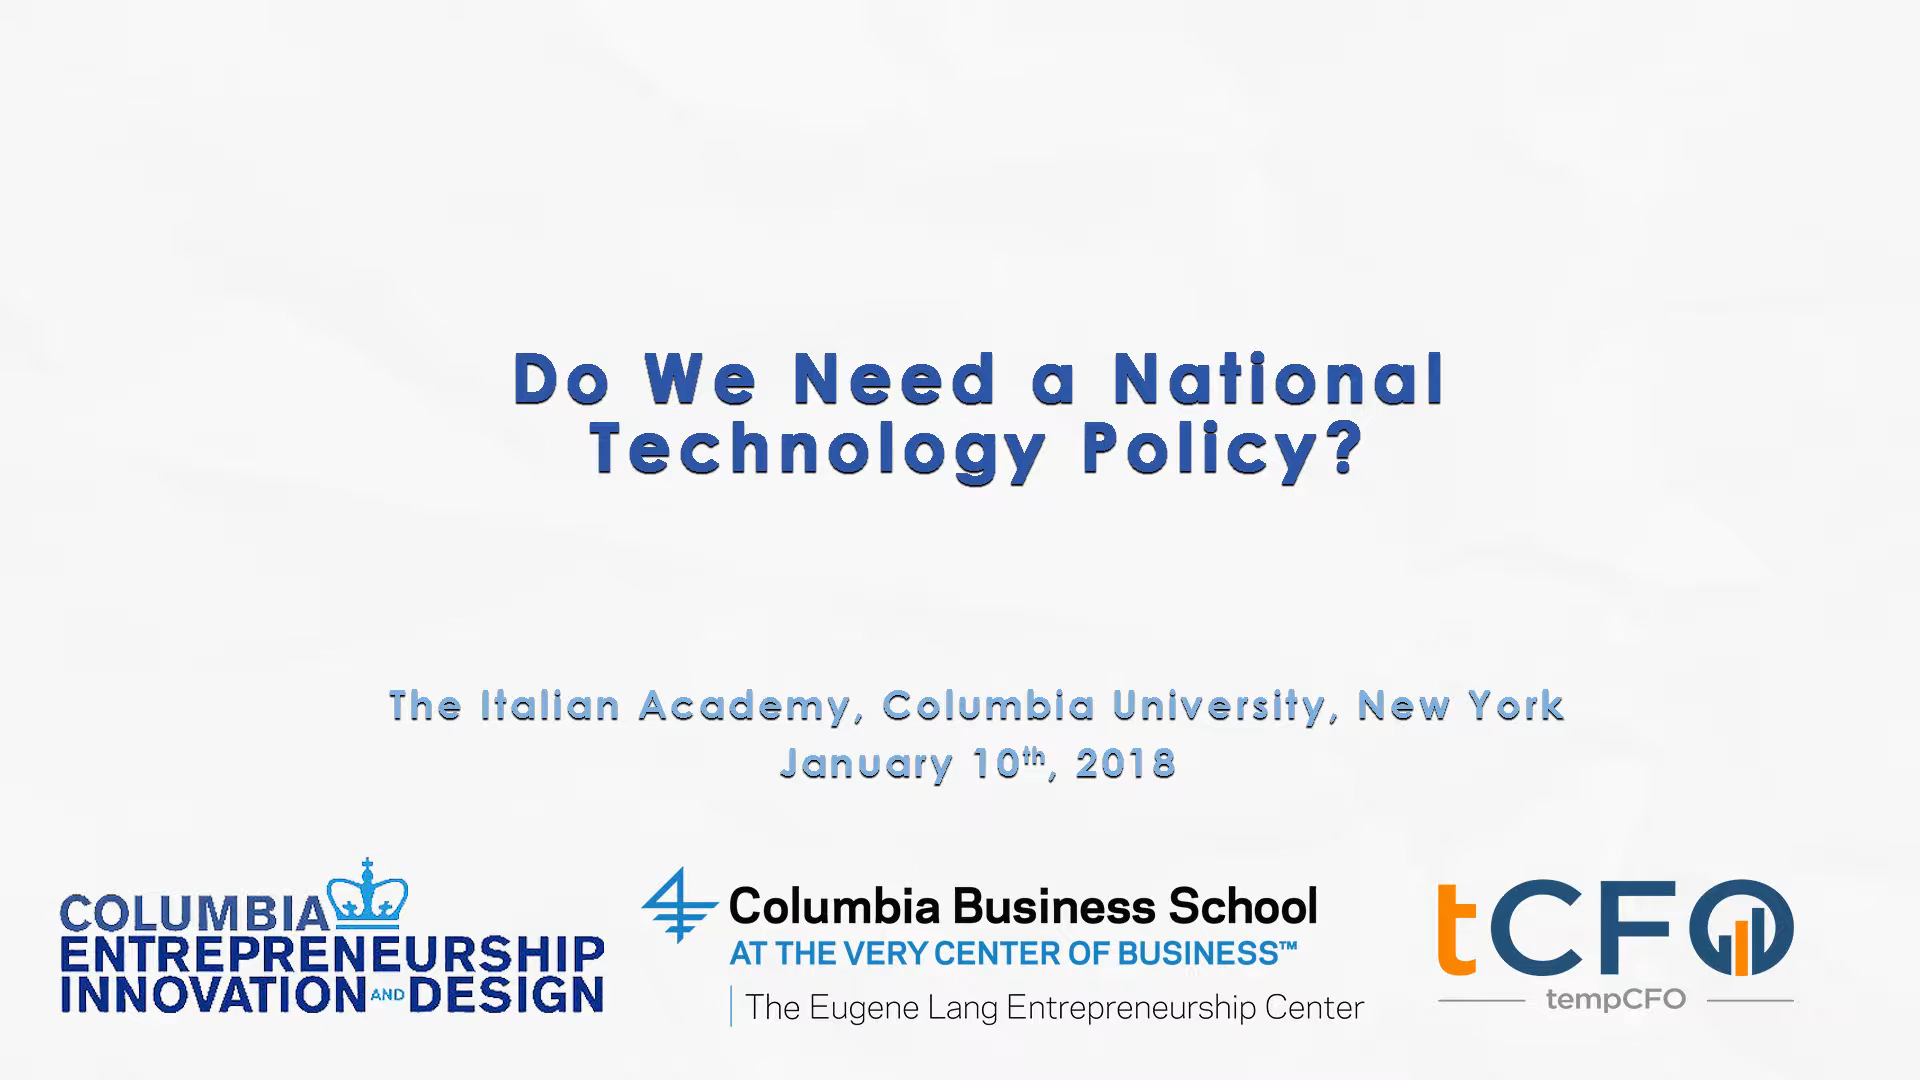 Do We Need a National
Technology Policy?
The Italian Academy, Columbia University, New York
January 10th, 2018
COLUMBIA
ENTREPRENEURSHIP
INNOVATION AND DESIGN
Columbia Business School
AT THE VERY CENTER OF BUSINESS™
The Eugene Lang Entrepreneurship Center
tCFO
tempCFO